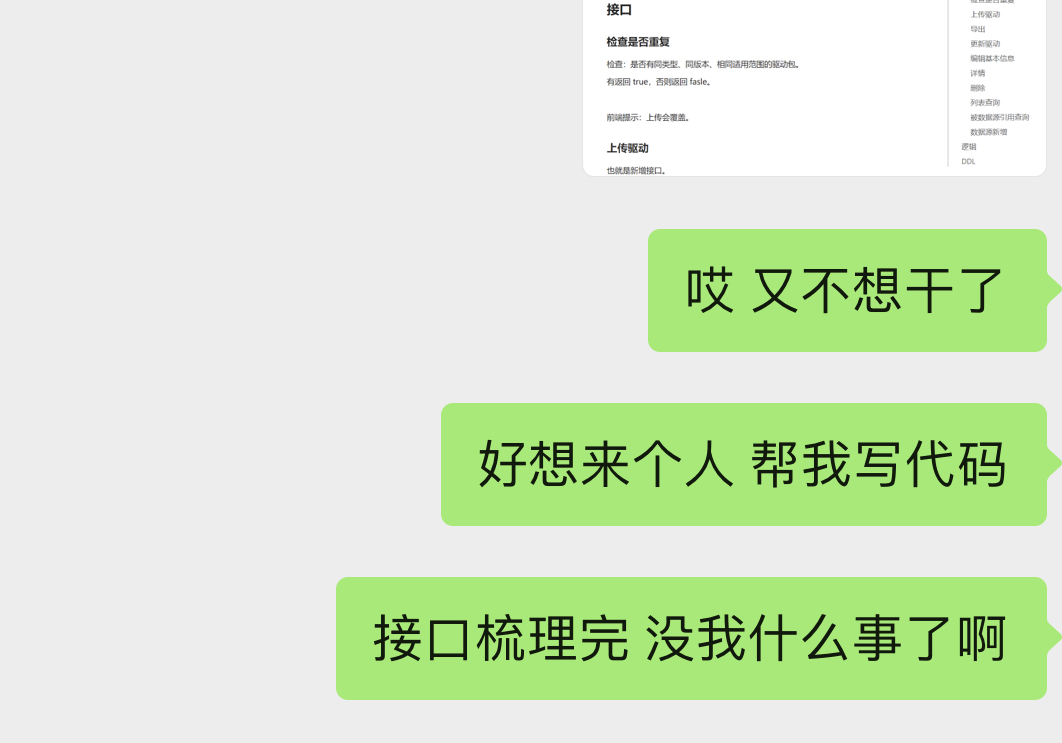 接口
检查是否重复
检查：是否有同类型、同版本、相同适用范围的驱动包。
有返回 true，否则返回 fasle。
前端提示：上传会覆盖。
上传驱动
也就是新增接口。
检查是否重复
上传驱动
导出
更新驱动
编辑基本信息
详情
删除
列表查询
被数据源引用查询
数据源新增
逻辑
DDL
哎 又不想干了
好想来个人 帮我写代码
接口梳理完 没我什么事了啊